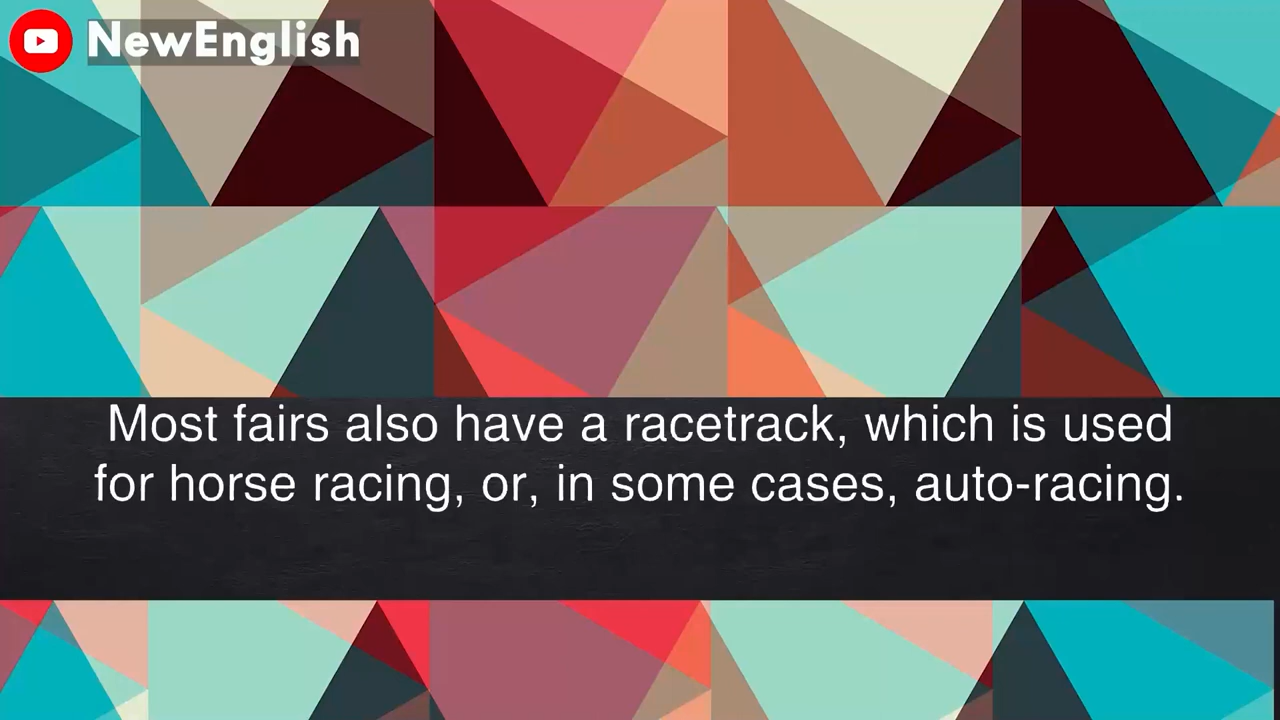 NewEnglish
Most fairs also have a racetrack, which is used
for horse racing, or, in some cases, auto-racing.